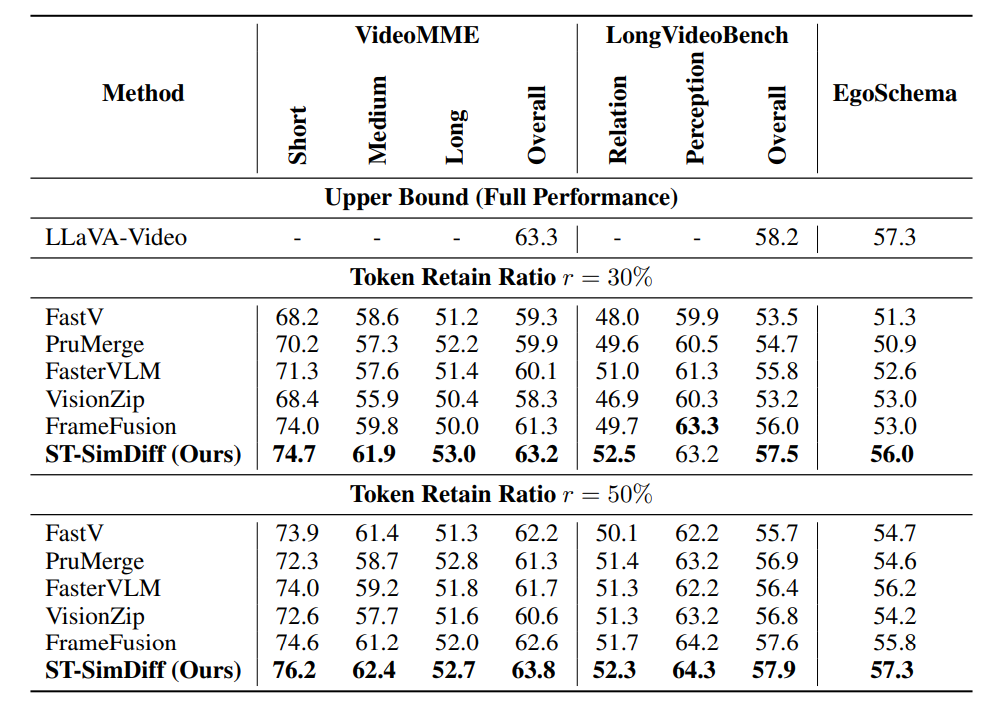 Method VideoMME LongVideoBench EgoSchema
Short Medium Long Overall Relation Perception Overall
Upper Bound (Full Performance)
LLaVA-Video - - - 63.3 - - 58.2 57.3
Token Retain Ratio r = 30%
FastV 68.2 58.6 51.2 59.3 48.0 59.9 53.5 51.3
PruMerge 70.2 57.3 52.2 59.9 49.6 60.5 54.7 50.9
FasterVLM 71.3 57.6 51.4 60.1 51.0 61.3 55.8 52.6
VisionZip 68.4 55.9 50.4 58.3 46.9 60.3 53.2 53.0
FrameFusion 74.0 59.8 50.0 61.3 49.7 63.3 56.0 53.0
ST-SimDiff (Ours) 74.7 61.9 53.0 63.2 52.5 63.2 57.5 56.0
Token Retain Ratio r = 50%
FastV 73.9 61.4 51.3 62.2 50.1 62.2 55.7 54.7
PruMerge 72.3 58.7 52.8 61.3 51.4 63.2 56.9 54.6
FasterVLM 74.0 59.2 51.8 61.7 51.3 62.2 56.4 56.2
VisionZip 72.6 57.7 51.6 60.6 51.3 63.2 56.8 54.2
FrameFusion 74.6 61.2 52.0 62.6 51.7 64.2 57.6 55.8
ST-SimDiff (Ours) 76.2 62.4 52.7 63.8 52.3 64.3 57.9 57.3